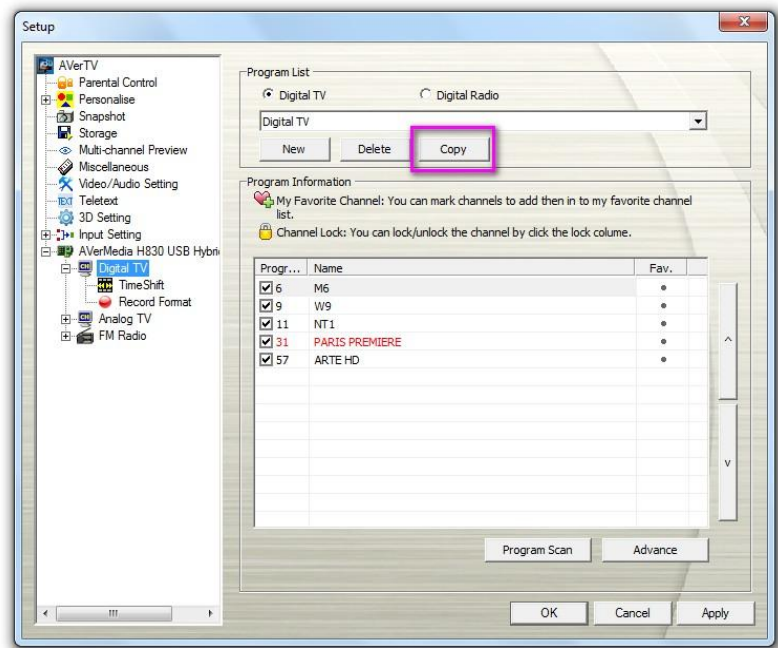 Setup
AVerTV
Parental Control
Personalise
Snapshot
Storage
Multi-channel Preview
Miscellaneous
Video/Audio Setting
TEXT Teletext
3D Setting
Input Setting
AVerMedia H830 USB Hybri
CH Digital TV
TimeShift
Record Format
CH Analog TV
FM Radio
Program List
Digital TV
Digital Radio
Digital TV
New
Delete
Copy
Program Information
My Favorite Channel: You can mark channels to add then in to my favorite channel
list.
Channel Lock: You can lock/unlock the channel by click the lock colume.
Progr... Name Fav.
6 M6
9 W9
11 NT1
31 PARIS PREMIERE
57 ARTE HD
Program Scan
Advance
OK
Cancel
Apply